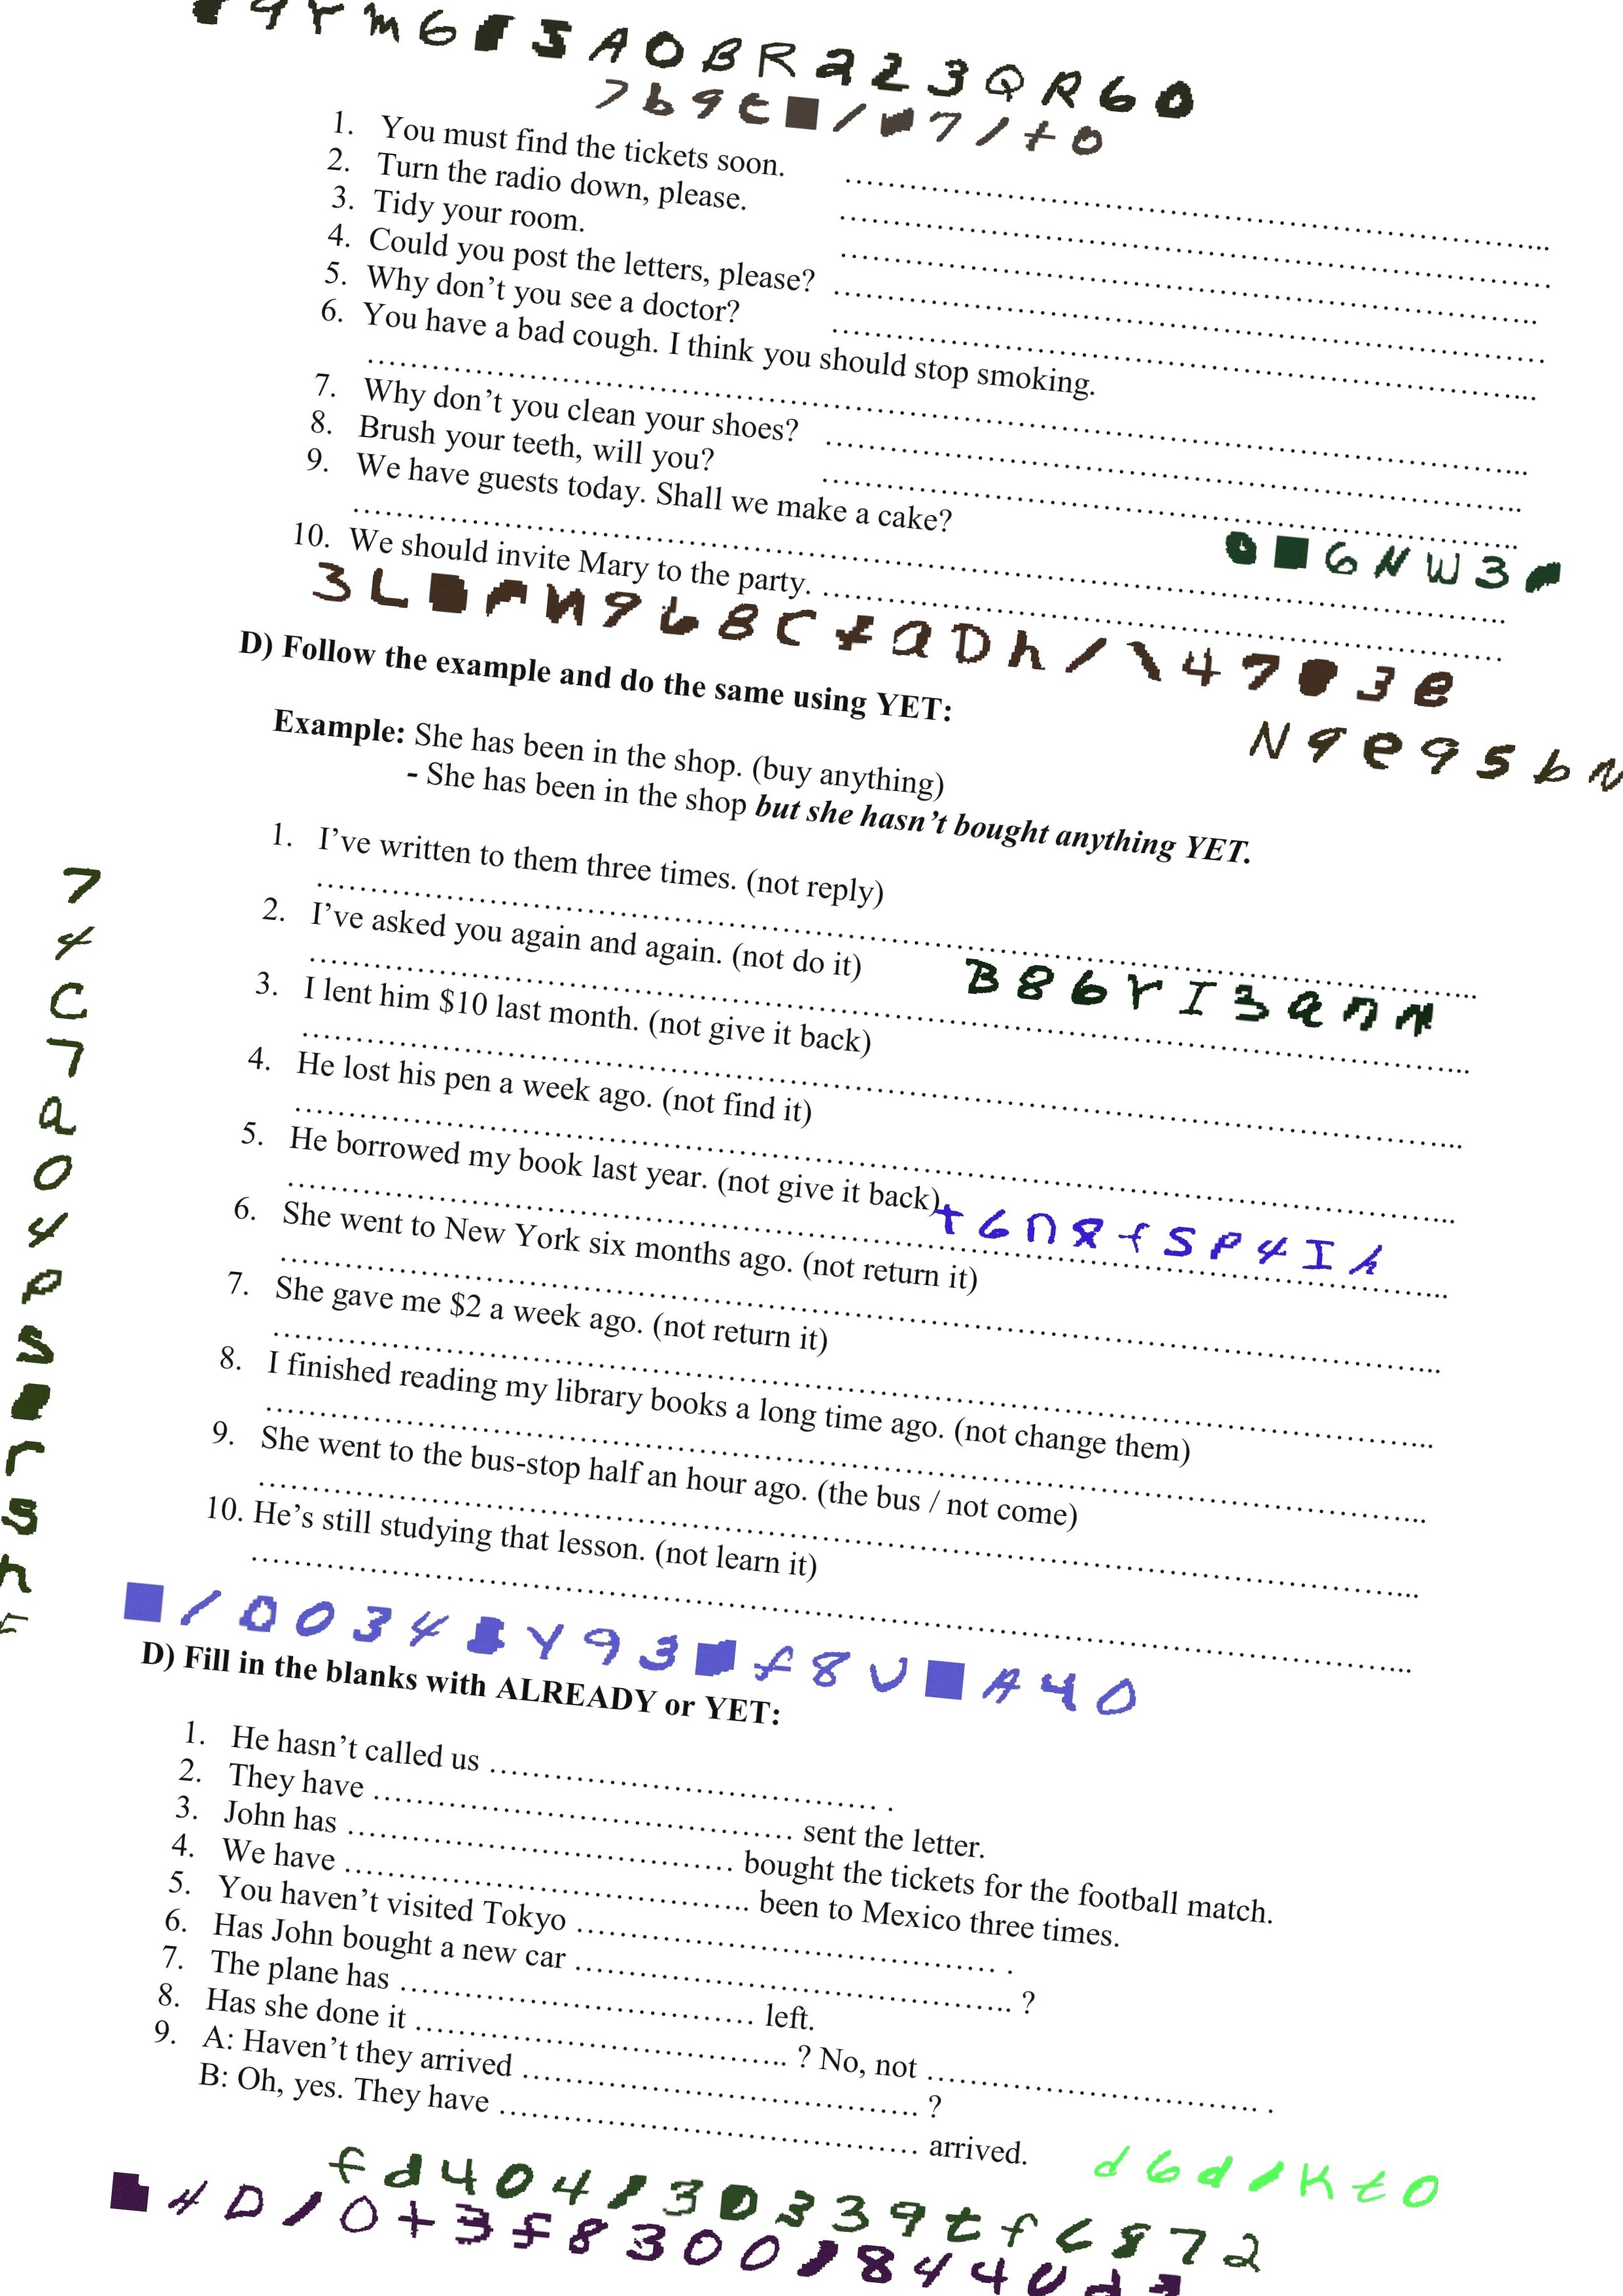 1. You must find the tickets soon. ……………………………………………………………
2. Turn the radio down, please. ……………………………………………………………
3. Tidy your room. ……………………………………………………………
4. Could you post the letters, please? ……………………………………………………………
5. Why don’t you see a doctor? ……………………………………………………………
6. You have a bad cough. I think you should stop smoking.
……………………………………………………………
7. Why don’t you clean your shoes? ……………………………………………………………
8. Brush your teeth, will you? ……………………………………………………………
9. We have guests today. Shall we make a cake?
……………………………………………………………
10. We should invite Mary to the party. ……………………………………………………………
D) Follow the example and do the same using YET:
Example: She has been in the shop. (buy anything)
- She has been in the shop but she hasn’t bought anything YET.
N9e95bN
1. I’ve written to them three times. (not reply)
……………………………………………………………
2. I’ve asked you again and again. (not do it)
……………………………………………………………
B86rI3ann
3. I lent him $10 last month. (not give it back)
……………………………………………………………
4. He lost his pen a week ago. (not find it)
……………………………………………………………
5. He borrowed my book last year. (not give it back)
……………………………………………………………
6. She went to New York six months ago. (not return it)
……………………………………………………………
7. She gave me $2 a week ago. (not return it)
……………………………………………………………
8. I finished reading my library books a long time ago. (not change them)
……………………………………………………………
9. She went to the bus-stop half an hour ago. (the bus / not come)
……………………………………………………………
10. He’s still studying that lesson. (not learn it)
……………………………………………………………
D) Fill in the blanks with ALREADY or YET:
1. He hasn’t called us …………………………………… .
2. They have …………………………………… sent the letter.
3. John has …………………………………… bought the tickets for the football match.
4. We have …………………………………… been to Mexico three times.
5. You haven’t visited Tokyo …………………………………… .
6. Has John bought a new car …………………………………… ?
7. The plane has …………………………………… left.
8. Has she done it …………………………………… ? No, not …………………………………… .
9. A: Haven’t they arrived …………………………………… ?
B: Oh, yes. They have …………………………………… arrived.
d6d/Kt0